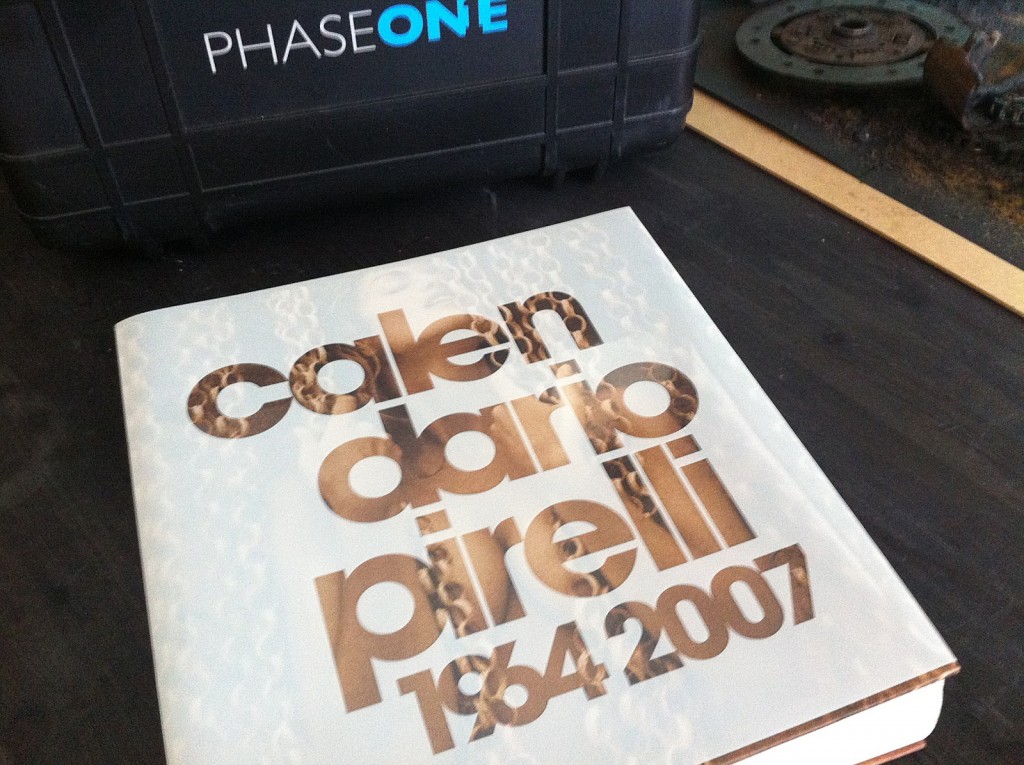 PHASEONE
calen
dario
pirelli
1964 2007